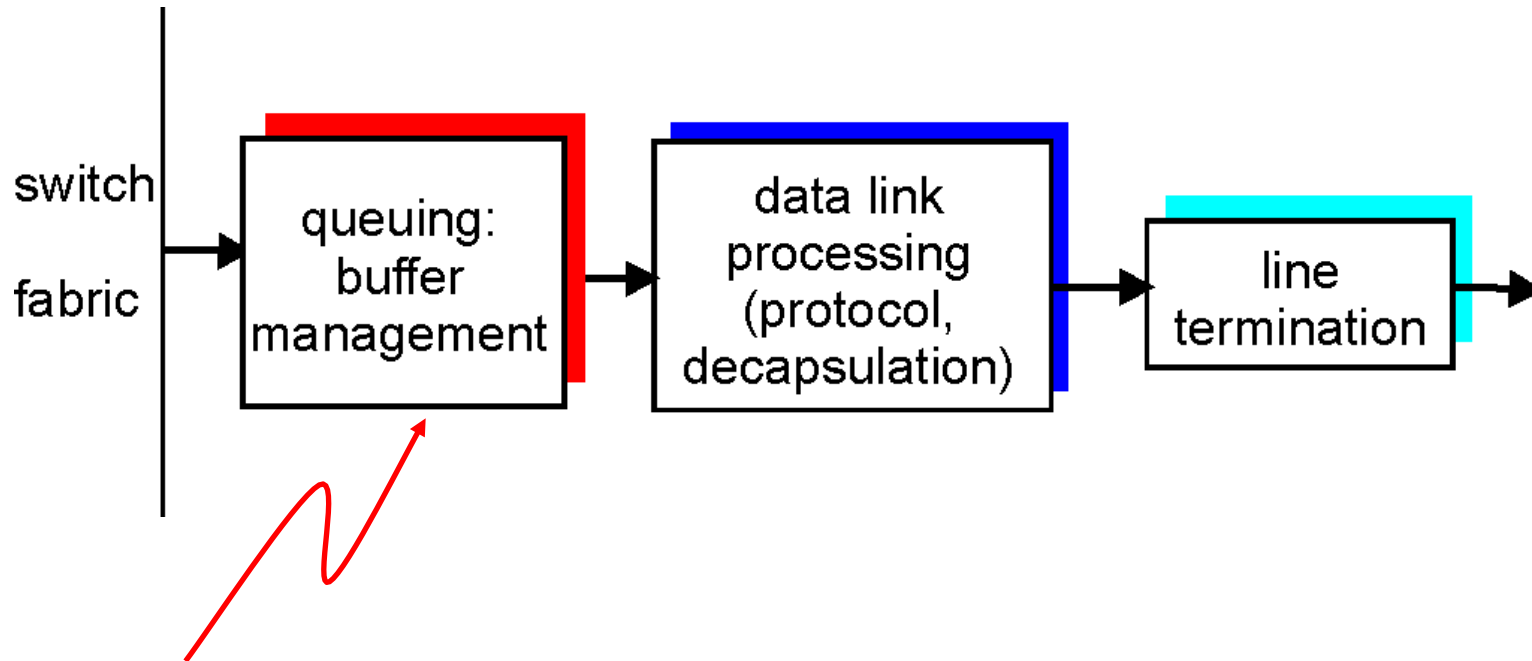 switch
fabric
queuing:
buffer
management
data link
processing
(protocol,
decapsulation)
line
termination